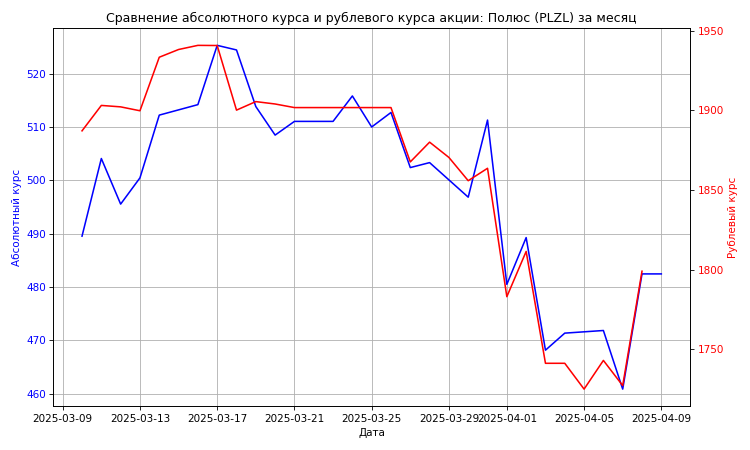 Сравнение абсолютного курса и рублевого курса акции: Полюс (PLZL) за месяц
1950
520
1900
510
500
1850
490
1800
480
470
1750
460
Абсолютный курс
Рублевый курс
2025-03-09 2025-03-13 2025-03-17 2025-03-21 2025-03-25 2025-03-29 2025-04-01 2025-04-05 2025-04-09
Дата